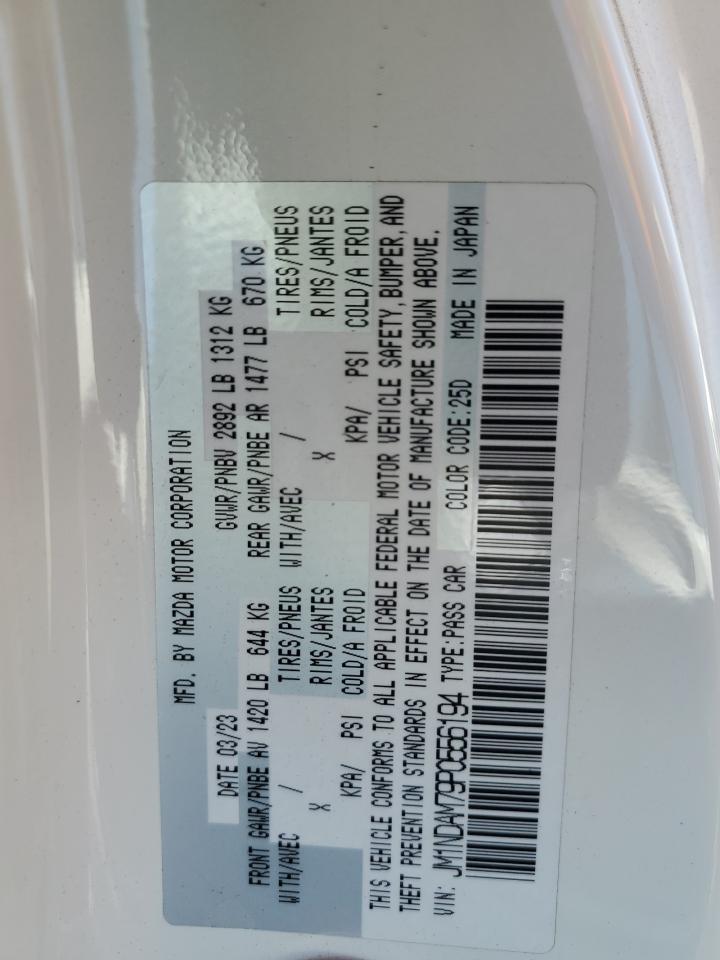 MFD. BY MAZDA MOTOR CORPORATION
DATE 03/23 GVWR/PNBV 2892 LB 1312 KG
FRONT GAWR/PNBE AV 1420 LB 644 KG REAR GAWR/PNBE AR 1477 LB 670 KG
WITH/AVEC / TIRES/PNEUS WITH/AVEC / TIRES/PNEUS
X RIMS/JANTES X RIMS/JANTES
KPA/ PSI COLD/A FROID KPA/ PSI COLD/A FROID
THIS VEHICLE CONFORMS TO ALL APPLICABLE FEDERAL MOTOR VEHICLE SAFETY, BUMPER, AND
THEFT PREVENTION STANDARDS IN EFFECT ON THE DATE OF MANUFACTURE SHOWN ABOVE.
VIN: JM1NDAM79P0556194 TYPE:PASS CAR COLOR CODE:25D MADE IN JAPAN